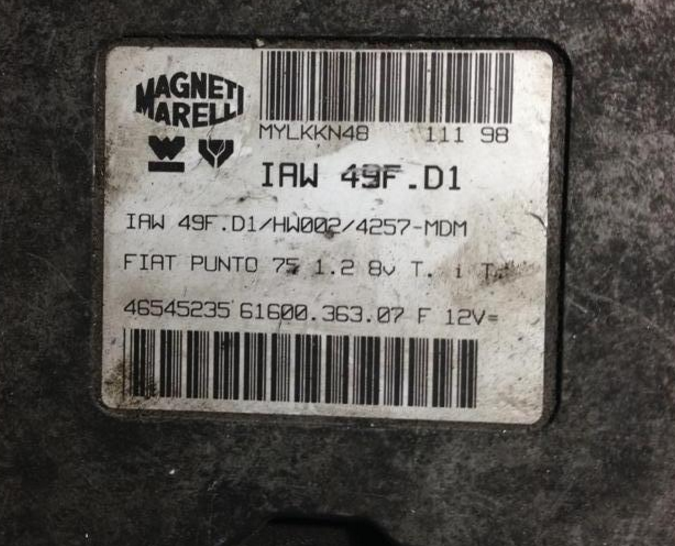 MAGNETI
MARELLI
MYLKKN48 111 98
IAW 49F.D1
IAW 49F.D1/HW002/4257-MDM
FIAT PUNTO 75 1.2 8v T. i T.
46545235 61600.363.07 F 12V=